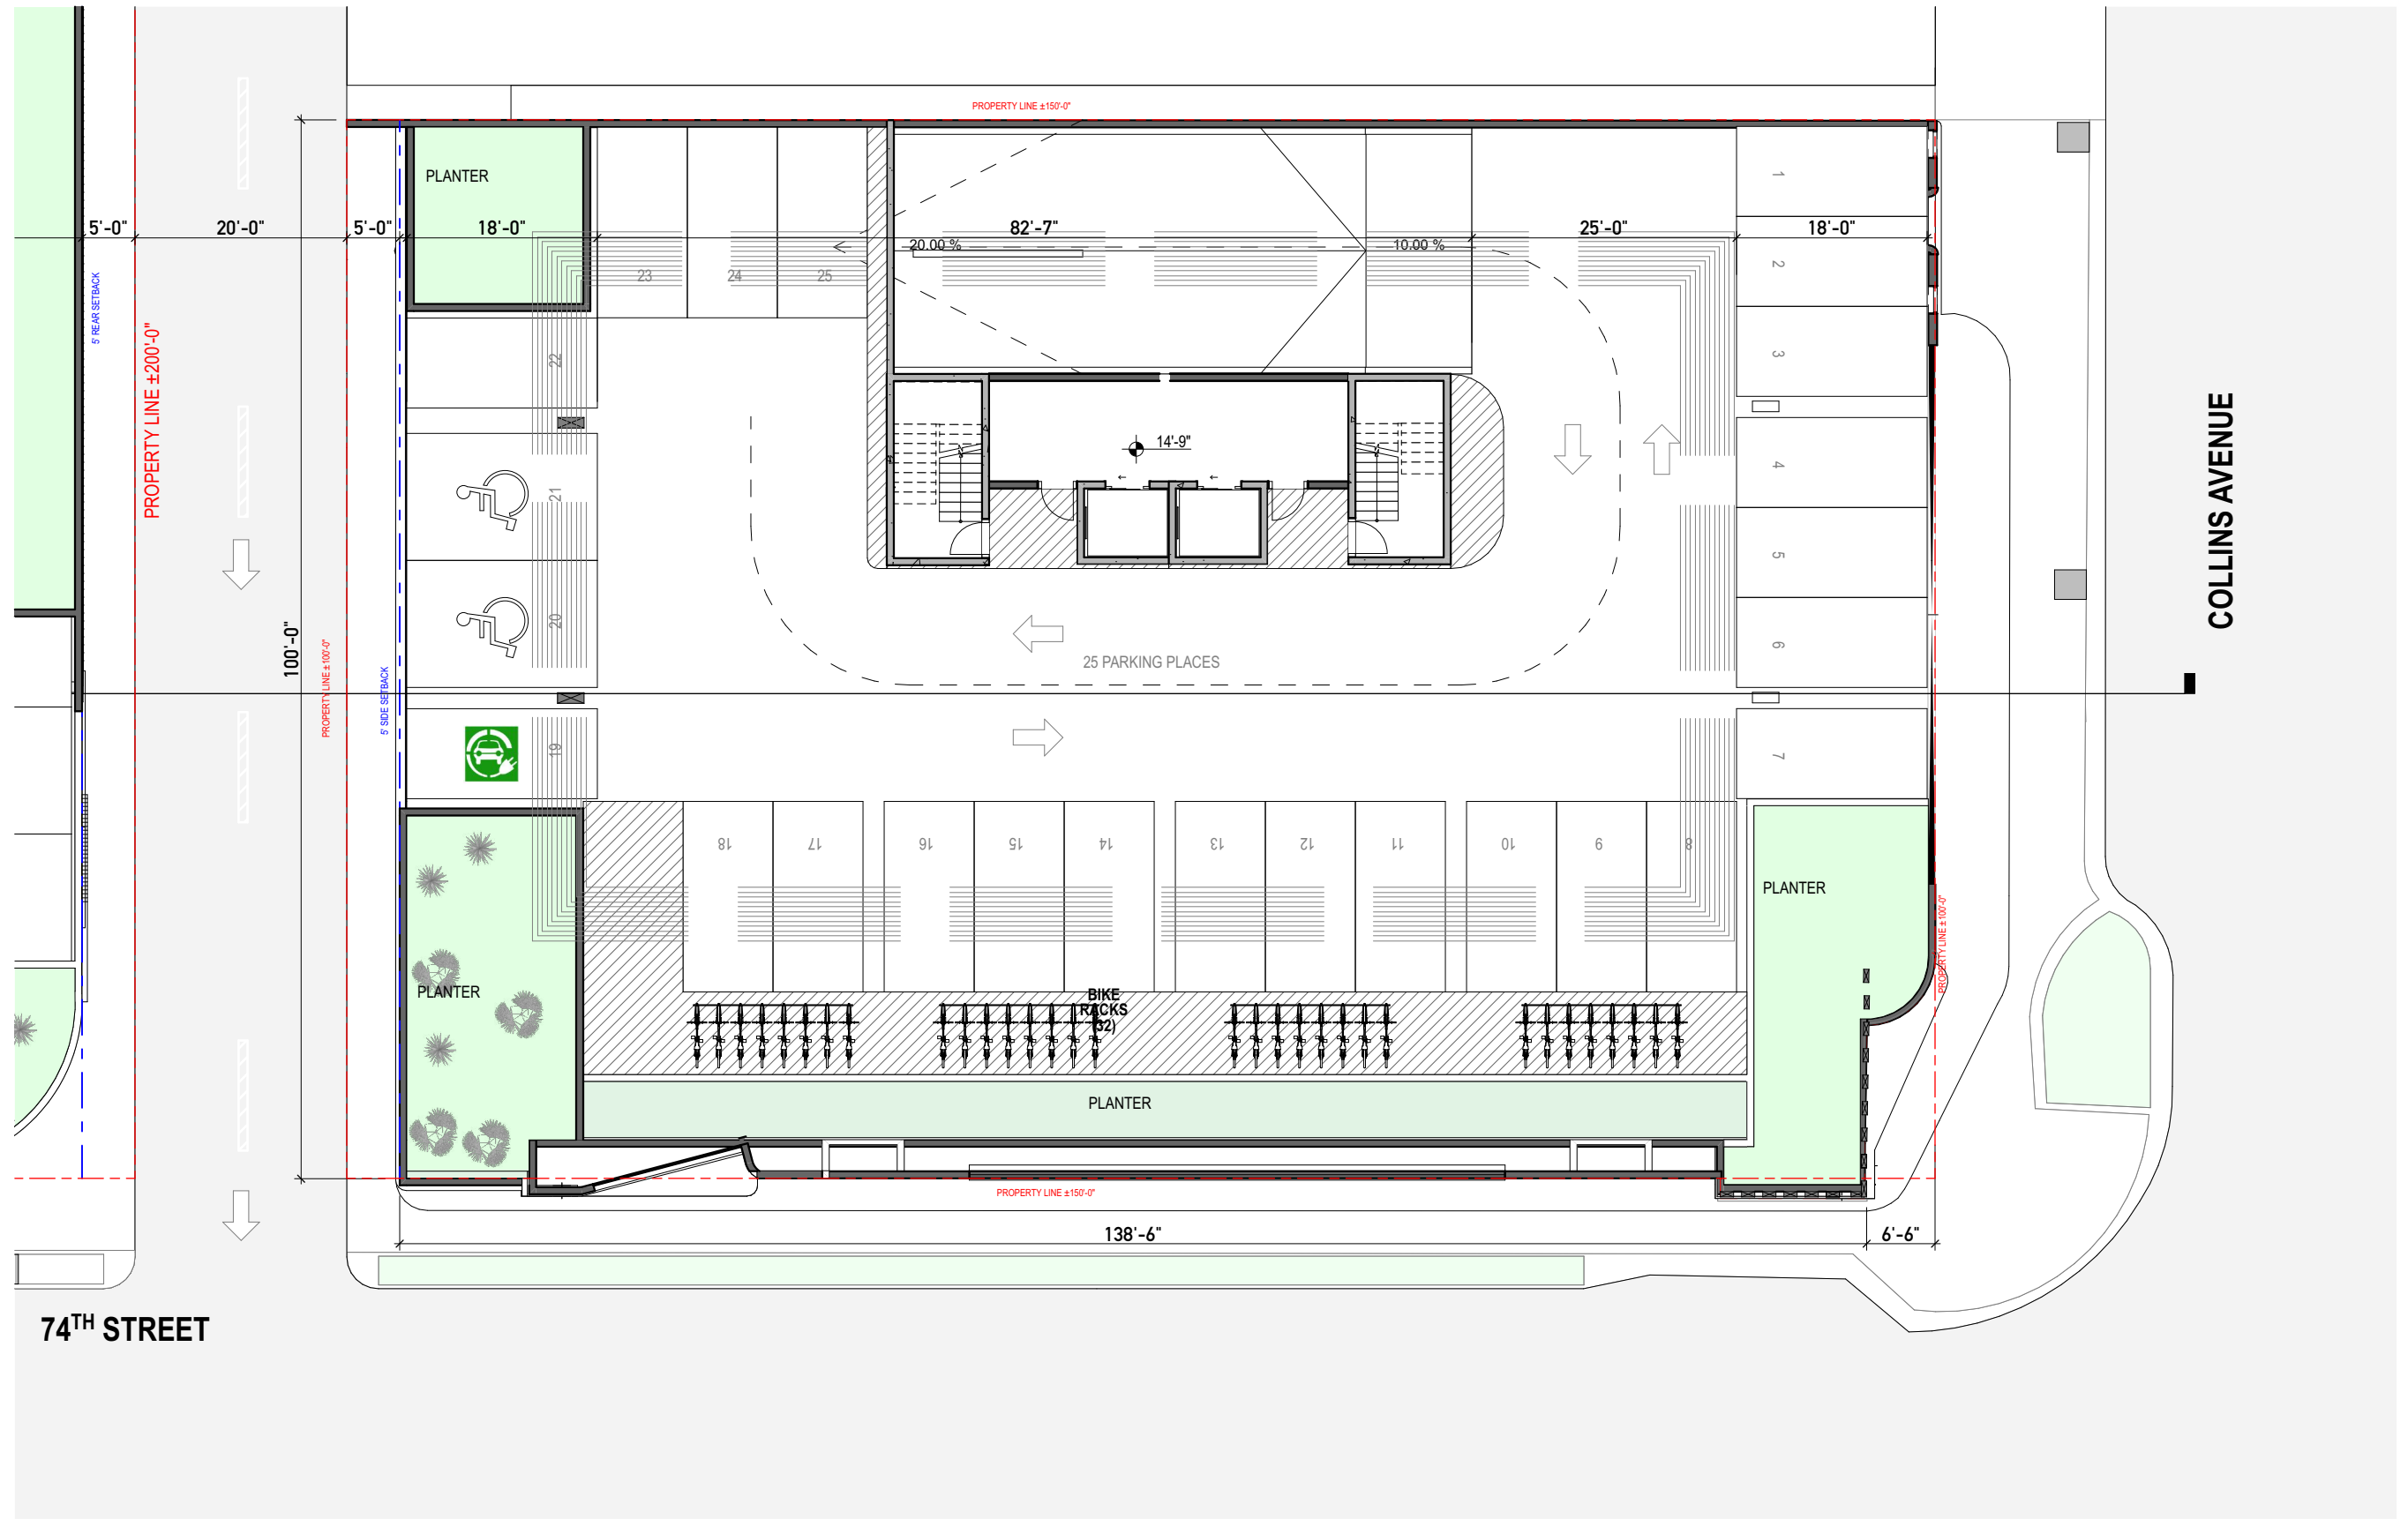 PROPERTY LINE ±150'-0"
PLANTER
5'-0"
20'-0"
5'-0"
18'-0"
82'-7"
25'-0"
18'-0"
20.00 %
10.00 %
5' REAR SETBACK
PROPERTY LINE ±200'-0"
23
24
25
1
2
3
4
5
6
7
22
21
20
19
14'-9"
COLLINS AVENUE
100'-0"
PROPERTY LINE ±100'-0"
5' SIDE SETBACK
25 PARKING PLACES
18
17
16
15
14
13
12
11
10
9
8
PLANTER
PLANTER
BIKE
RACKS
(32)
PROPERTY LINE ±100'-0"
PLANTER
PROPERTY LINE ±150'-0"
138'-6"
6'-6"
74TH STREET